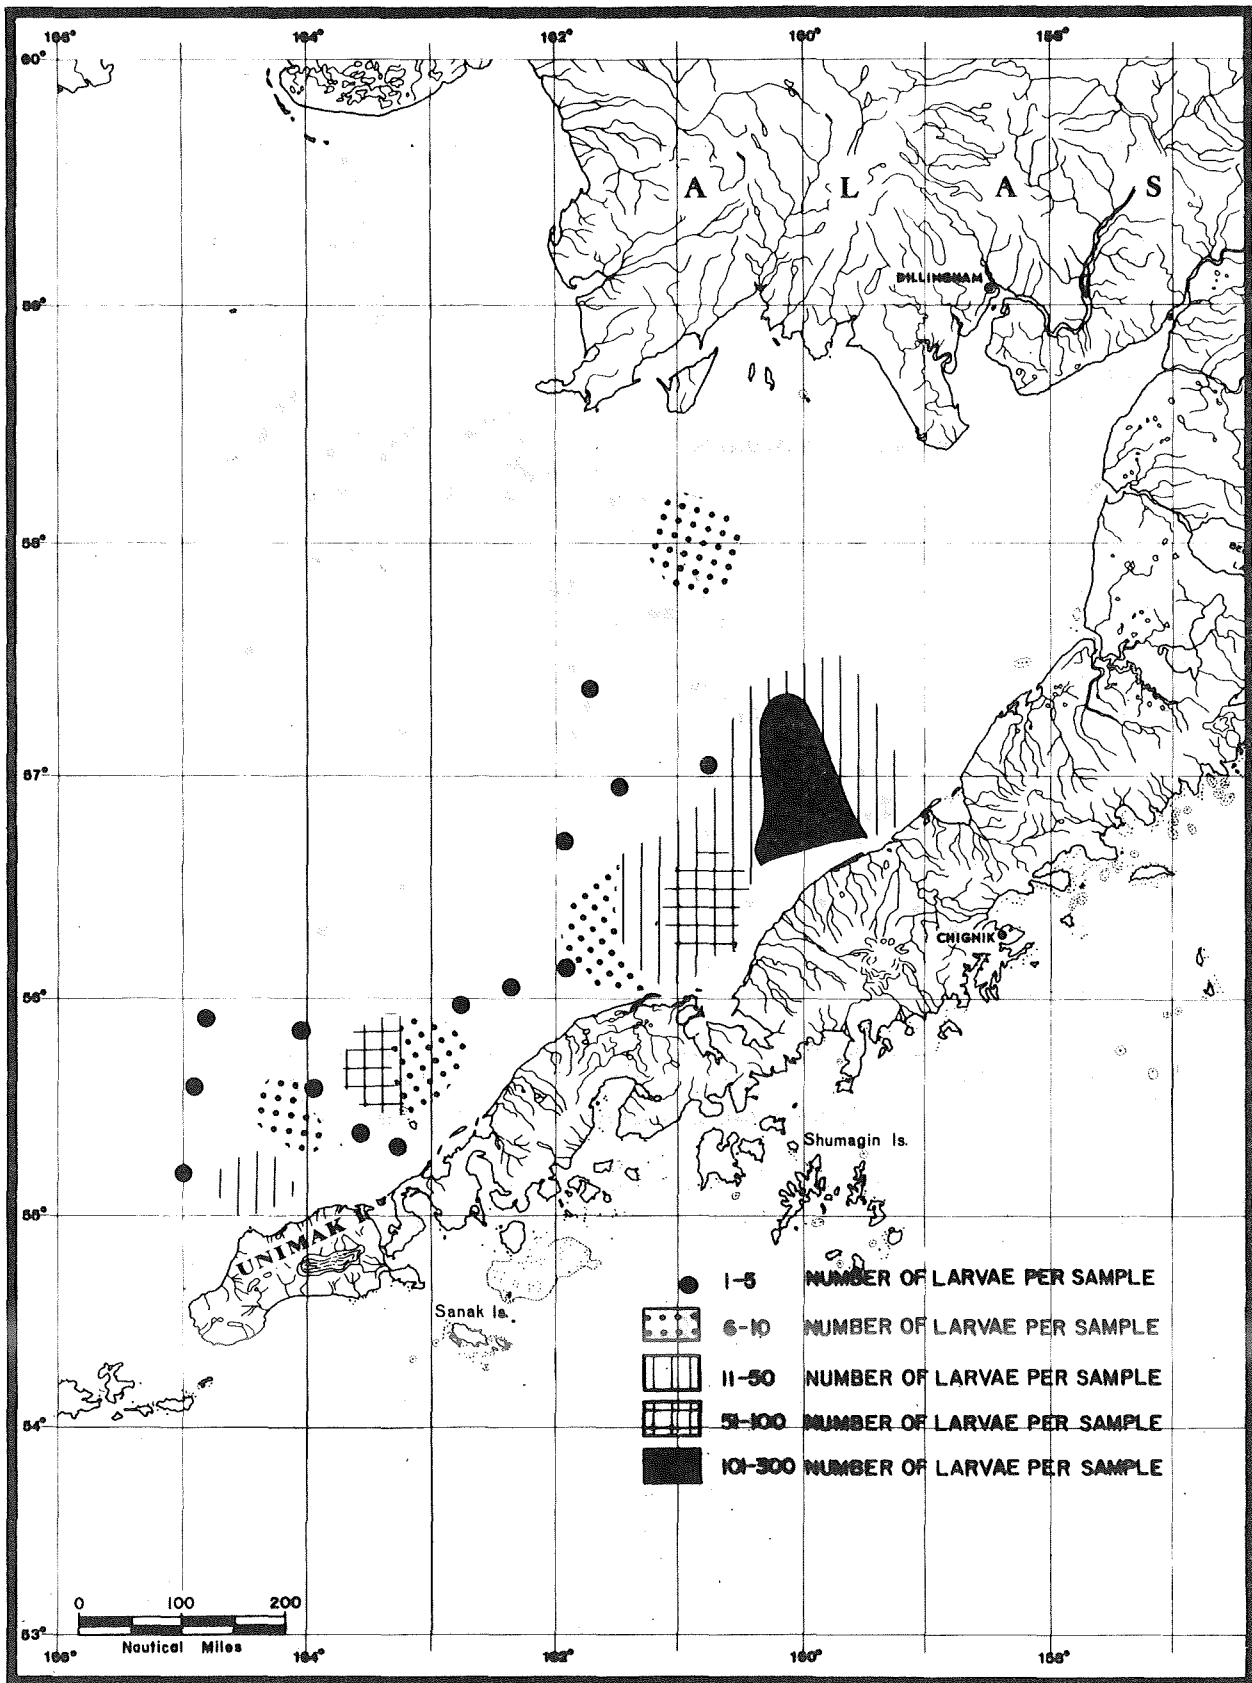 166° 164° 162° 160° 158°
60°
A L A S
DILLINGHAM
59°
58°
57°
CHIGNIK
56°
Shumagin Is.
55°
UNIMAK I.
1-5 NUMBER OF LARVAE PER SAMPLE
Sanak Is.
6-10 NUMBER OF LARVAE PER SAMPLE
11-50 NUMBER OF LARVAE PER SAMPLE
54°
51-100 NUMBER OF LARVAE PER SAMPLE
101-300 NUMBER OF LARVAE PER SAMPLE
0 100 200
53°
Nautical Miles
166° 164° 162° 160° 158°